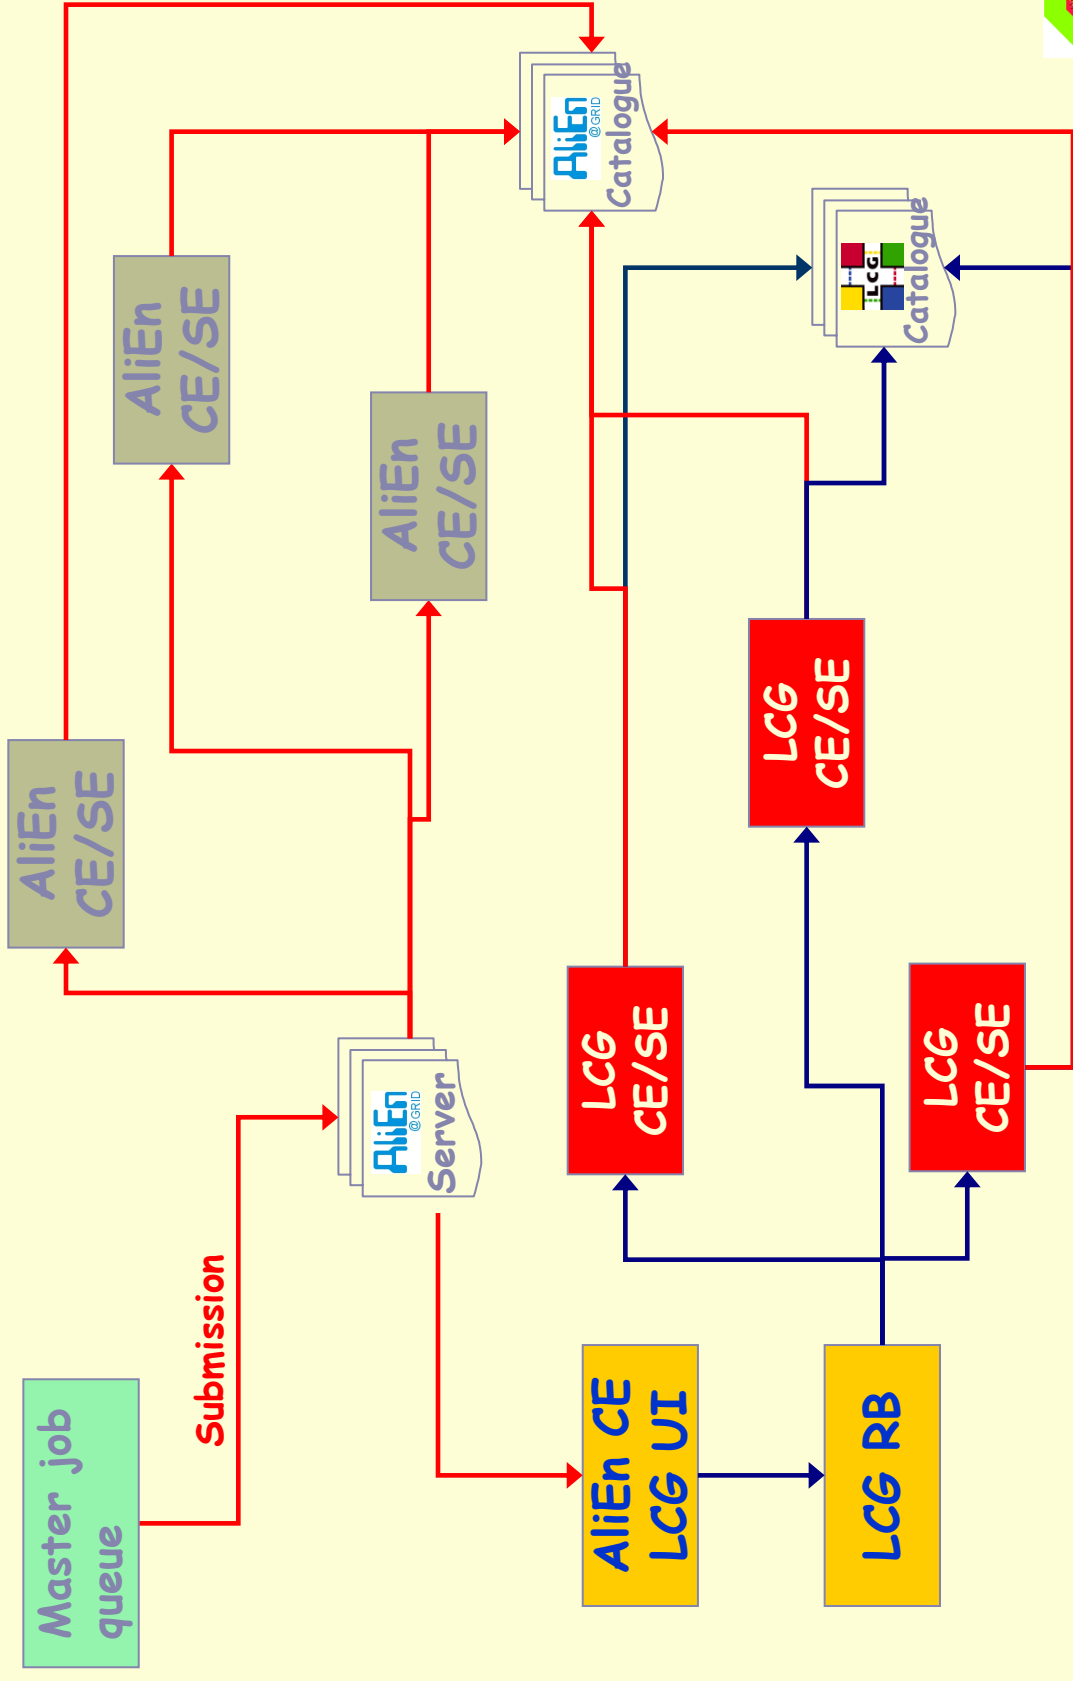 Master job
queue
Submission
AliEn
@GRID
Server
AliEn
CE/SE
AliEn
CE/SE
AliEn
CE/SE
AliEn
@GRID
Catalogue
AliEn CE
LCG UI
LCG RB
LCG
CE/SE
LCG
CE/SE
LCG
CE/SE
LCG
Catalogue